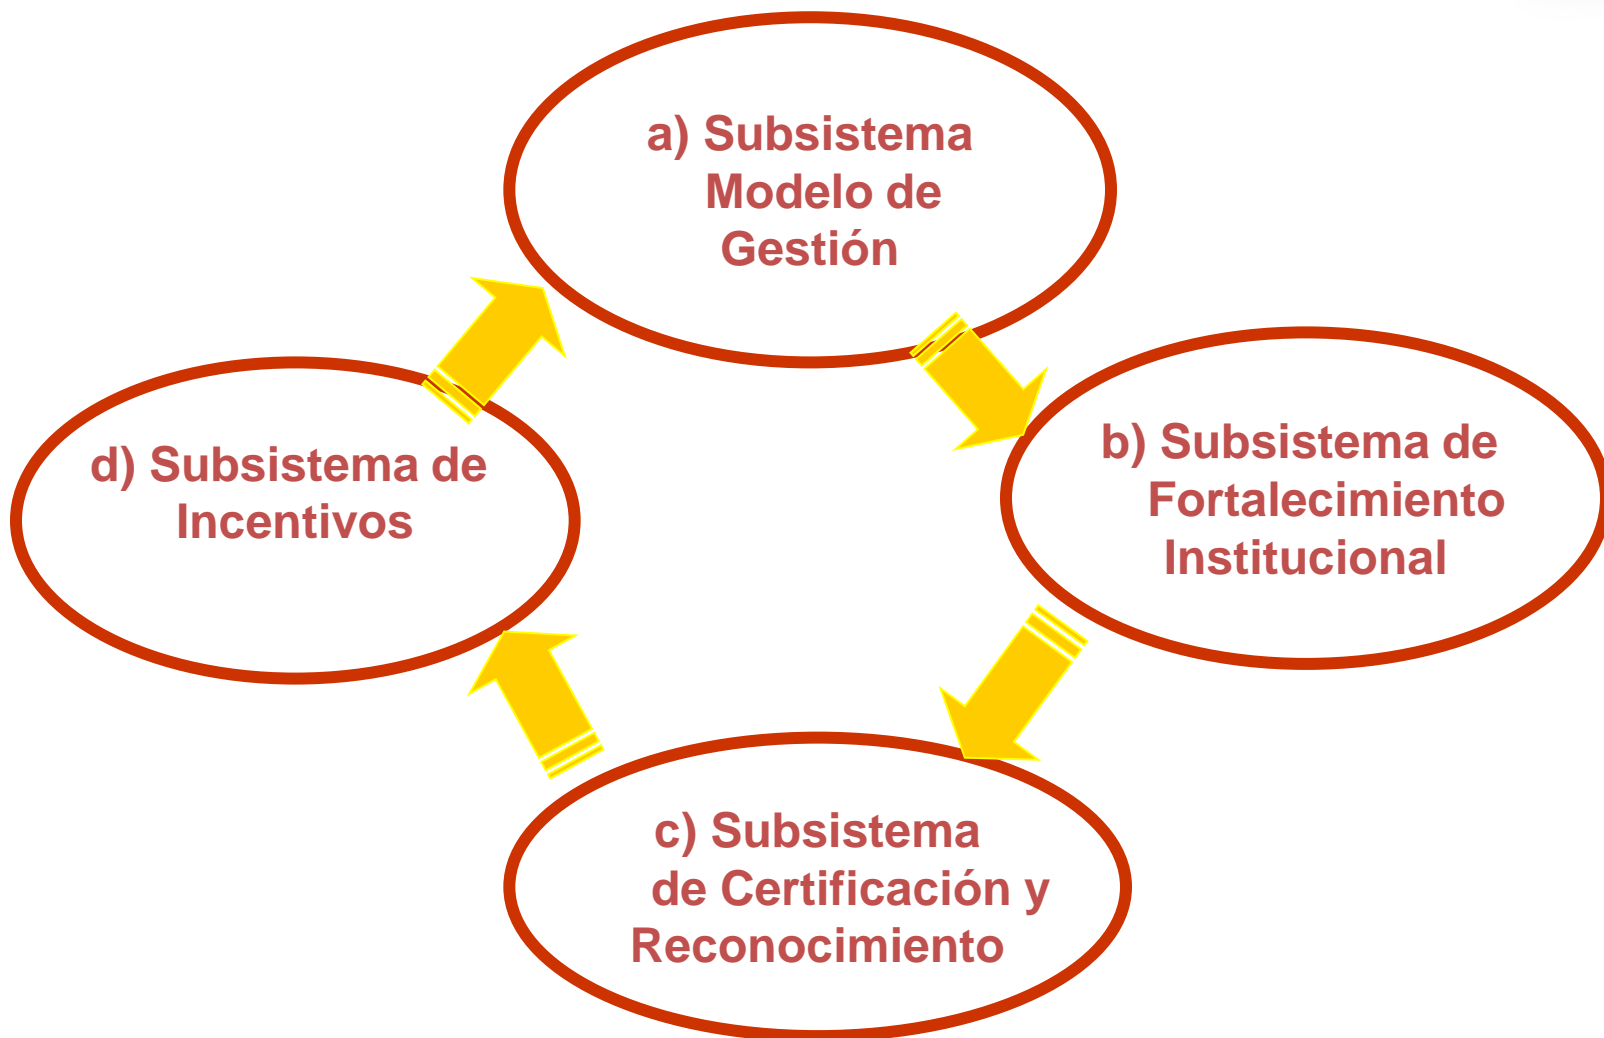 a) Subsistema
Modelo de
Gestión
b) Subsistema de
Fortalecimiento
Institucional
c) Subsistema
de Certificación y
Reconocimiento
d) Subsistema de
Incentivos